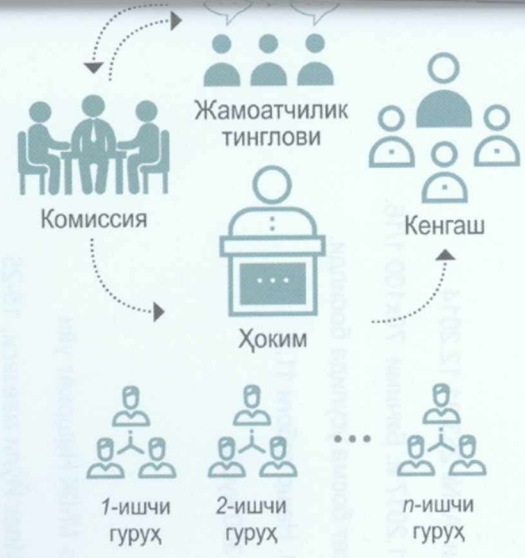 Жамоатчилик
тинглови
Комиссия
Кенгаш
Ҳоким
1-ишчи
гуруҳ
2-ишчи
гуруҳ
n-ишчи
гуруҳ